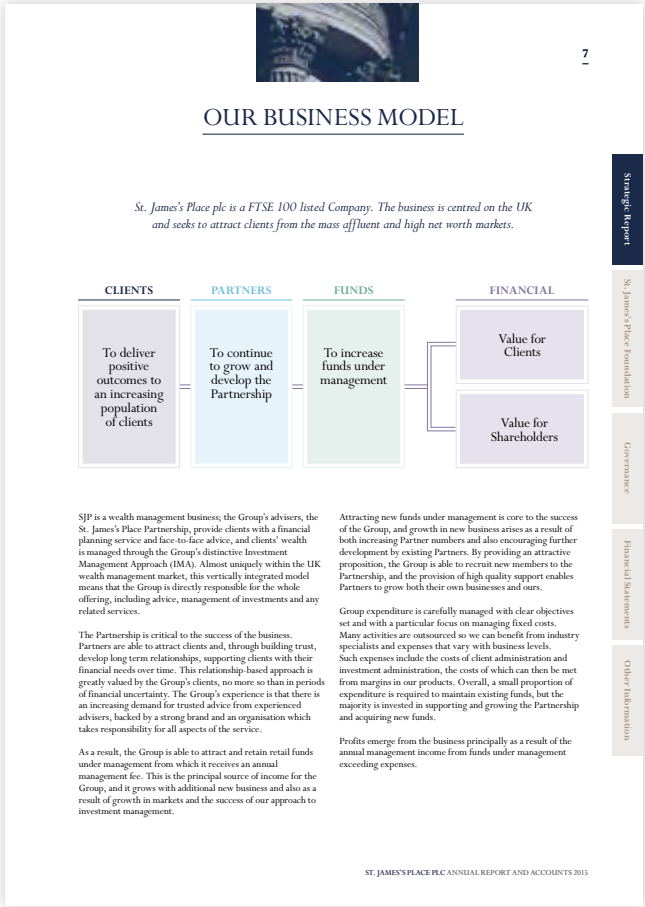 7
OUR BUSINESS MODEL
St. James's Place plc is a FTSE 100 listed Company. The business is centred on the UK
and seeks to attract clients from the mass affluent and high net worth markets.
CLIENTS
To deliver
positive
outcomes to
an increasing
population
of clients
PARTNERS
To continue
to grow and
develop the
Partnership
FUNDS
To increase
funds under
management
FINANCIAL
Value for
Clients
Value for
Shareholders
SJP is a wealth management business; the Group's advisers, the
St. James's Place Partnership, provide clients with a financial
planning service and face-to-face advice, and clients' wealth
is managed through the Group's distinctive Investment
Management Approach (IMA). Almost uniquely within the UK
wealth management market, this vertically integrated model
means that the Group is directly responsible for the whole
offering, including advice, management of investments and any
related services.
The Partnership is critical to the success of the business.
Partners are able to attract clients and, through building trust,
develop long term relationships, supporting clients with their
financial needs over time. This relationship-based approach is
greatly valued by the Group's clients, no more so than in periods
of financial uncertainty. The Group's experience is that there is
an increasing demand for trusted advice from experienced
advisers, backed by a strong brand and an organisation which
takes responsibility for all aspects of the service.
As a result, the Group is able to attract and retain retail funds
under management from which it receives an annual
management fee. This is the principal source of income for the
Group, and it grows with additional new business and also as a
result of growth in markets and the success of our approach to
investment management.
Attracting new funds under management is core to the success
of the Group, and growth in new business arises as a result of
both increasing Partner numbers and also encouraging further
development by existing Partners. By providing an attractive
proposition, the Group is able to recruit new members to the
Partnership, and the provision of high quality support enables
Partners to grow both their own businesses and ours.
Group expenditure is carefully managed with clear objectives
set and with a particular focus on managing fixed costs.
Many activities are outsourced so we can benefit from industry
specialists and expenses that vary with business levels.
Such expenses include the costs of client administration and
investment administration, the costs of which can then be met
from margins in our products. Overall, a small proportion of
expenditure is required to maintain existing funds, but the
majority is invested in supporting and growing the Partnership
and acquiring new funds.
Profits emerge from the business principally as a result of the
annual management income from funds under management
exceeding expenses.
Strategic Report
St. James's Place Foundation
Governance
Financial Statements
Other Information
ST. JAMES'S PLACE PLC ANNUAL REPORT AND ACCOUNTS 2015